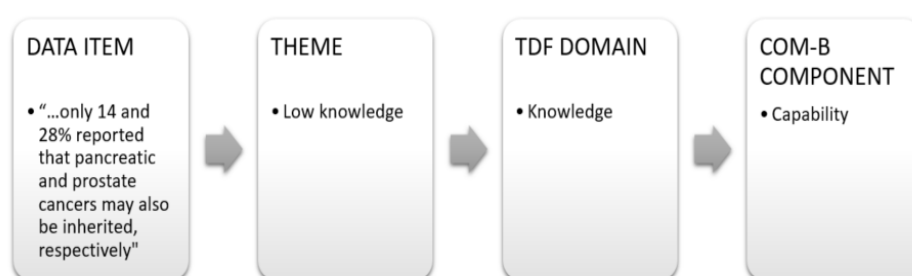 DATA ITEM
• “…only 14 and
28% reported
that pancreatic
and prostate
cancers may also
be inherited,
respectively"
THEME
• Low knowledge
TDF DOMAIN
• Knowledge
COM-B
COMPONENT
• Capability